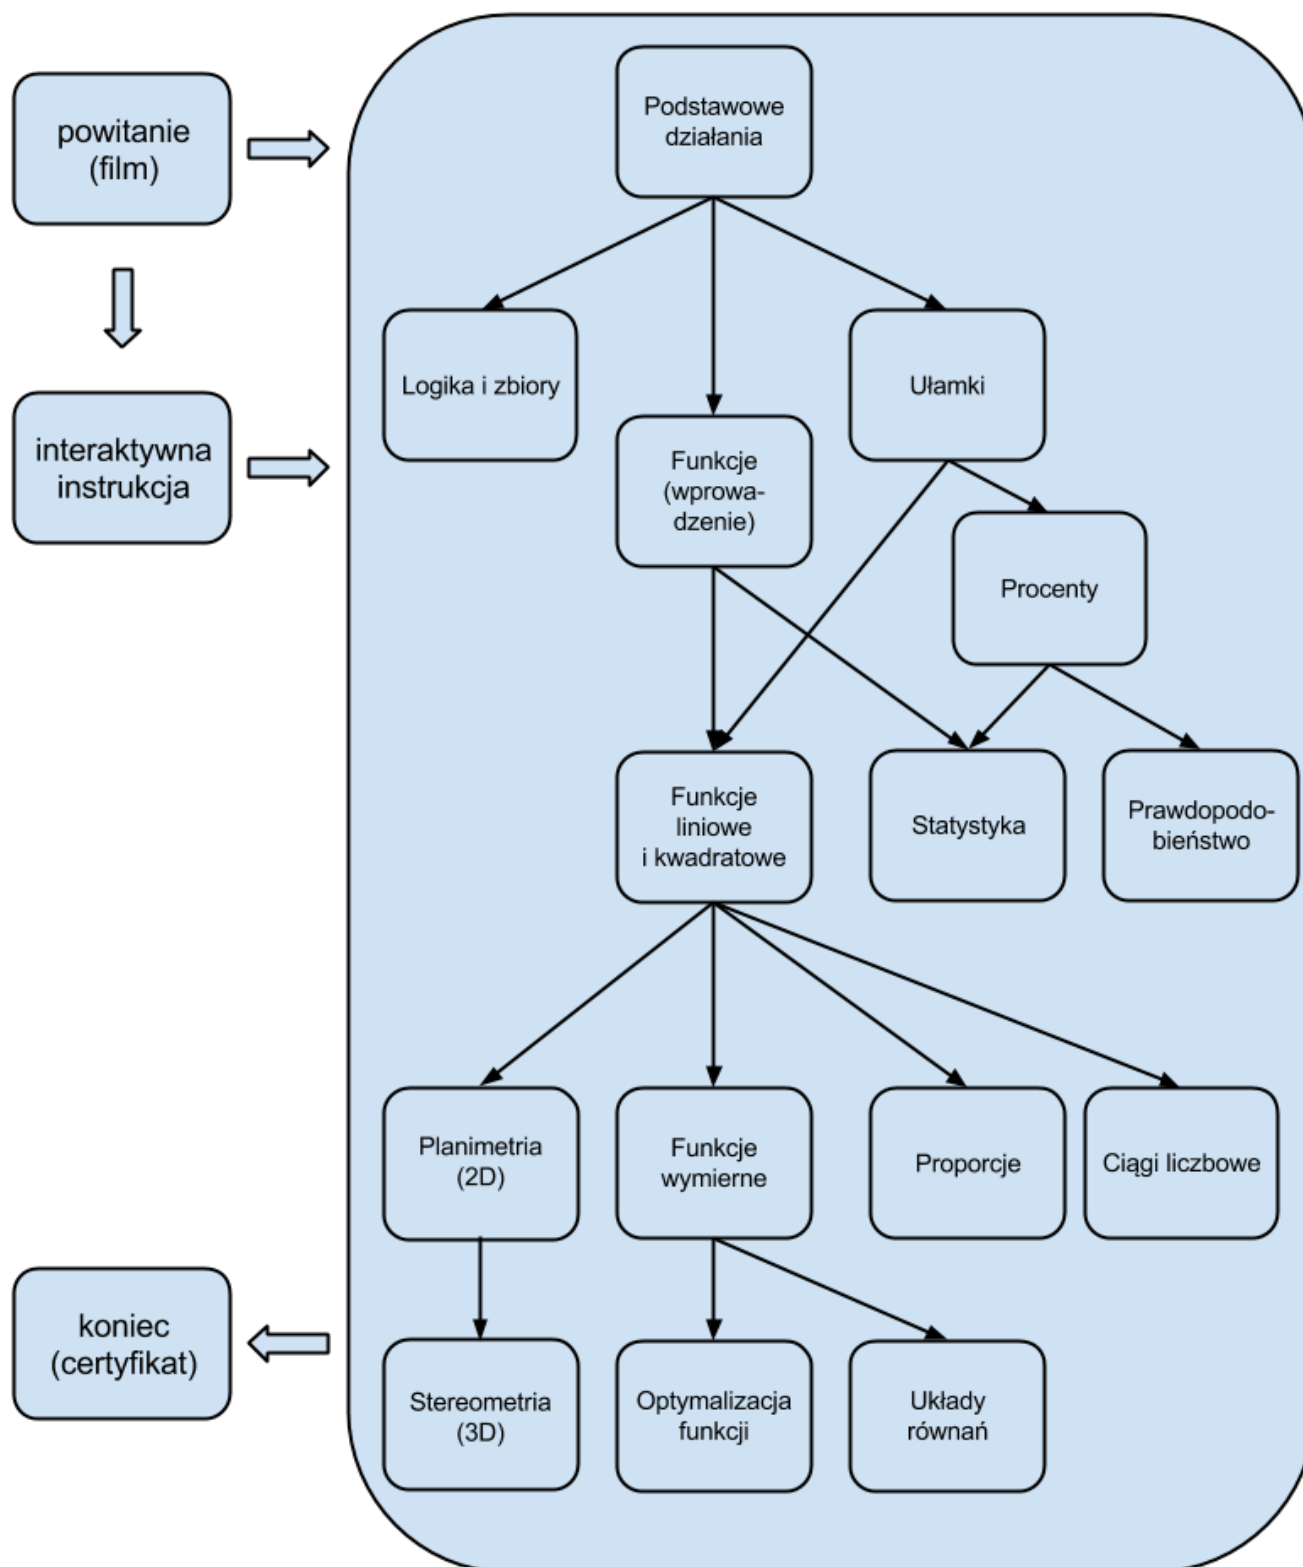 powitanie
(film)
Podstawowe
działania
Logika i zbiory
Ułamki
interaktywna
instrukcja
Funkcje
(wprowa-
dzenie)
Procenty
Funkcje
liniowe
i kwadratowe
Statystyka
Prawdopodo-
bieństwo
Planimetria
(2D)
Funkcje
wymierne
Proporcje
Ciągi liczbowe
koniec
(certyfikat)
Stereometria
(3D)
Optymalizacja
funkcji
Układy
równań